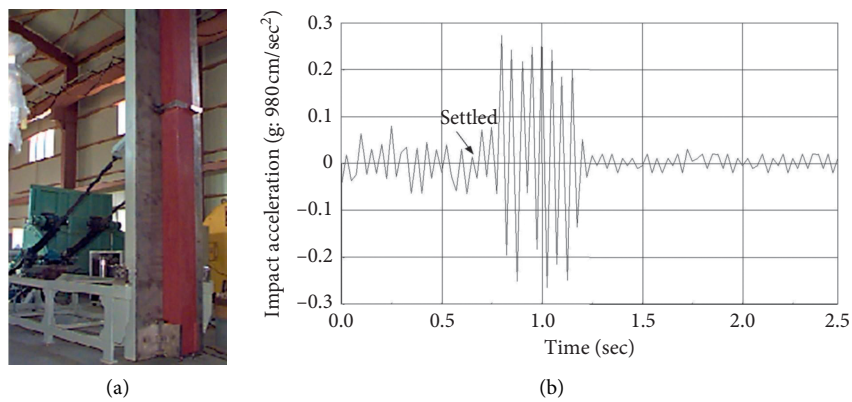 Impact acceleration (g: 980 cm/sec²)
0.3
0.2
0.1
0
–0.1
–0.2
–0.3
Settled
0.0
0.5
1.0
1.5
2.0
2.5
Time (sec)
(a)
(b)